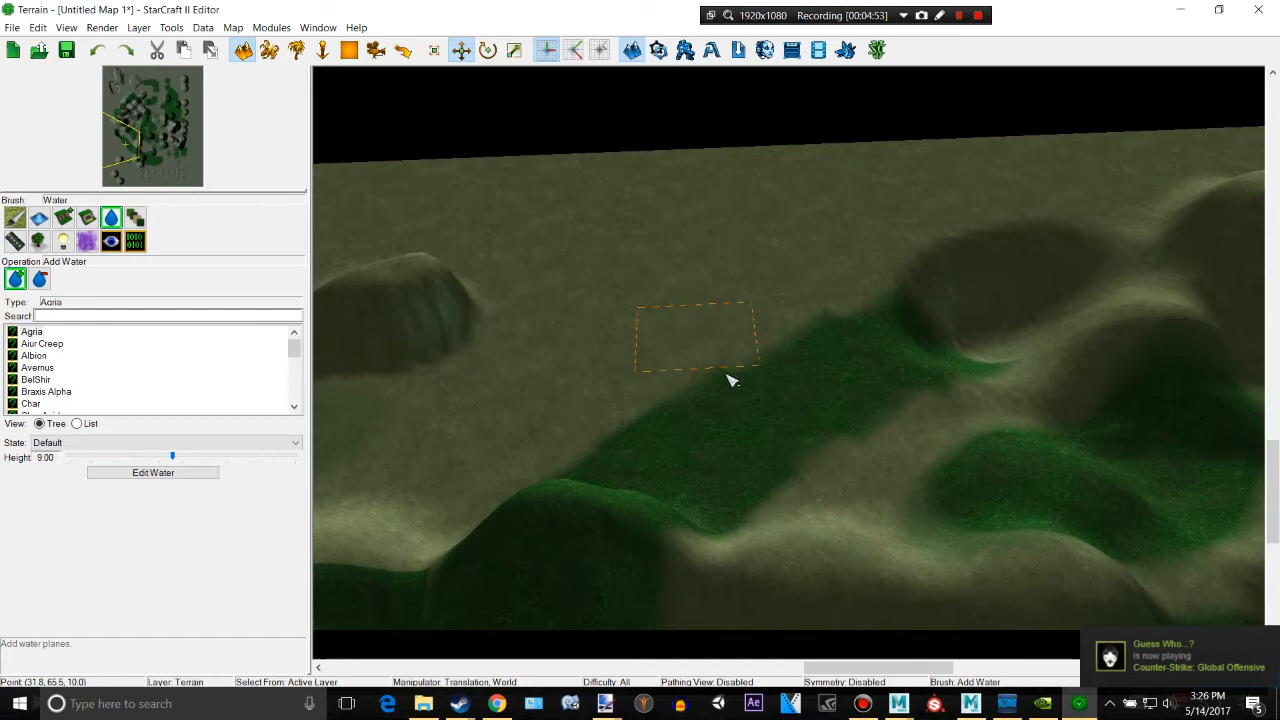 Terrain - [Untitled Map 1*] - StarCraft II Editor
1920x1080 Recording [00:04:53]
File Edit View Render Layer Tools Data Map Modules Window Help
Brush: Water
Operation: Add Water
Type: Agria
Search
Agria
Aiur Creep
Albion
Avernus
BelShir
Braxis Alpha
Char
View: Tree List
State: Default
Height 9.00
Edit Water
Add water planes.
Guess Who...?
is now playing
Counter-Strike: Global Offensive
Point: (31.8, 65.5, 10.0) Layer: Terrain Select From: Active Layer Manipulator: Translation, World Difficulty: All Pathing View: Disabled Symmetry: Disabled Brush: Add Water
Type here to search
3:26 PM
5/14/2017